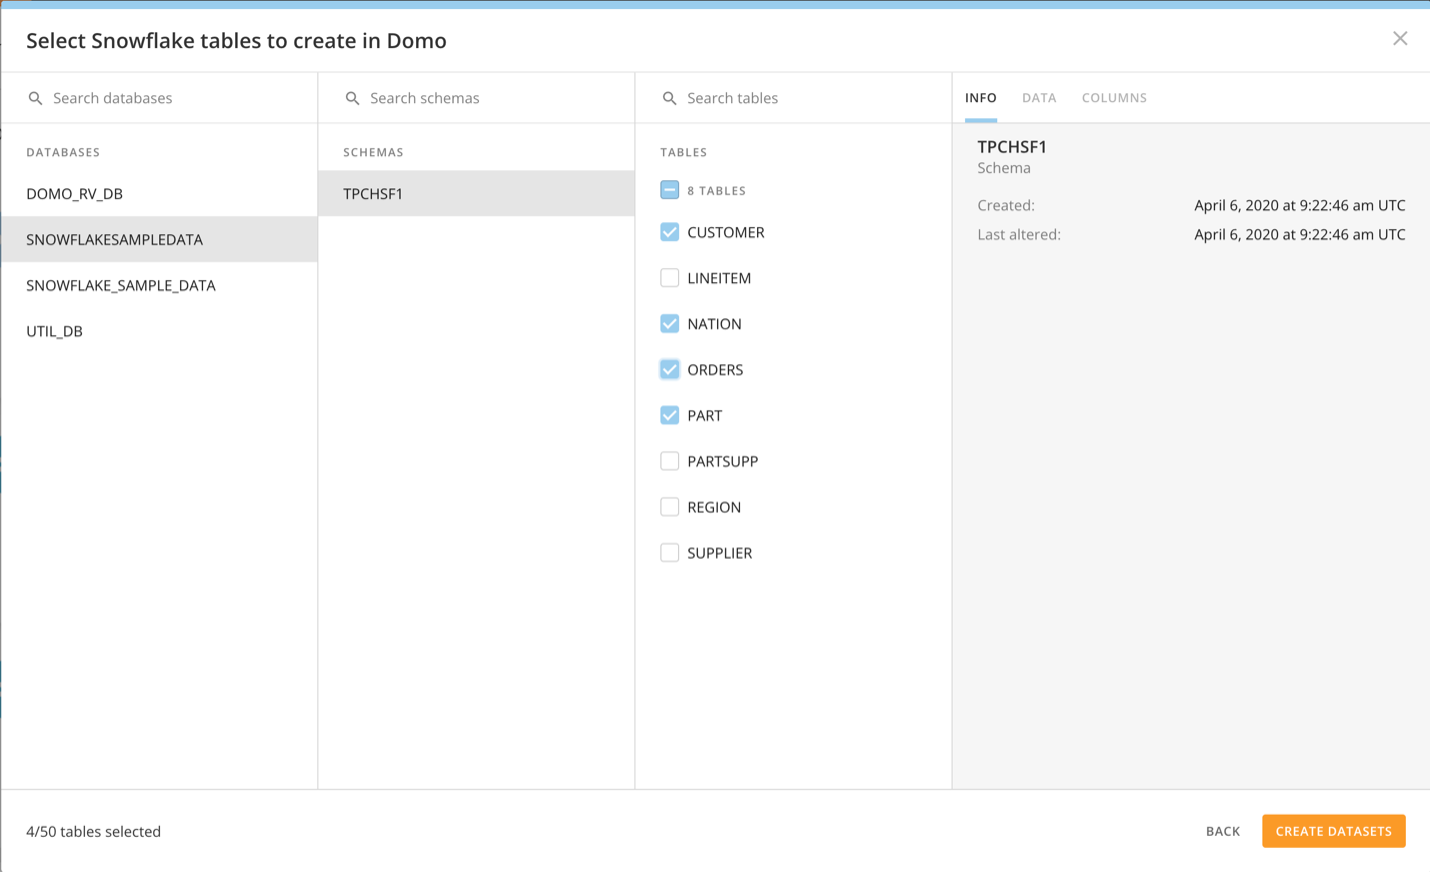 Select Snowflake tables to create in Domo
Search databases
Search schemas
Search tables
INFO
DATA
COLUMNS
DATABASES
DOMO_RV_DB
SNOWFLAKESAMPLEDATA
SNOWFLAKE_SAMPLE_DATA
UTIL_DB
SCHEMAS
TPCHSF1
TABLES
8 TABLES
CUSTOMER
LINEITEM
NATION
ORDERS
PART
PARTSUPP
REGION
SUPPLIER
TPCHSF1
Schema
Created: April 6, 2020 at 9:22:46 am UTC
Last altered: April 6, 2020 at 9:22:46 am UTC
4/50 tables selected
BACK
CREATE DATASETS